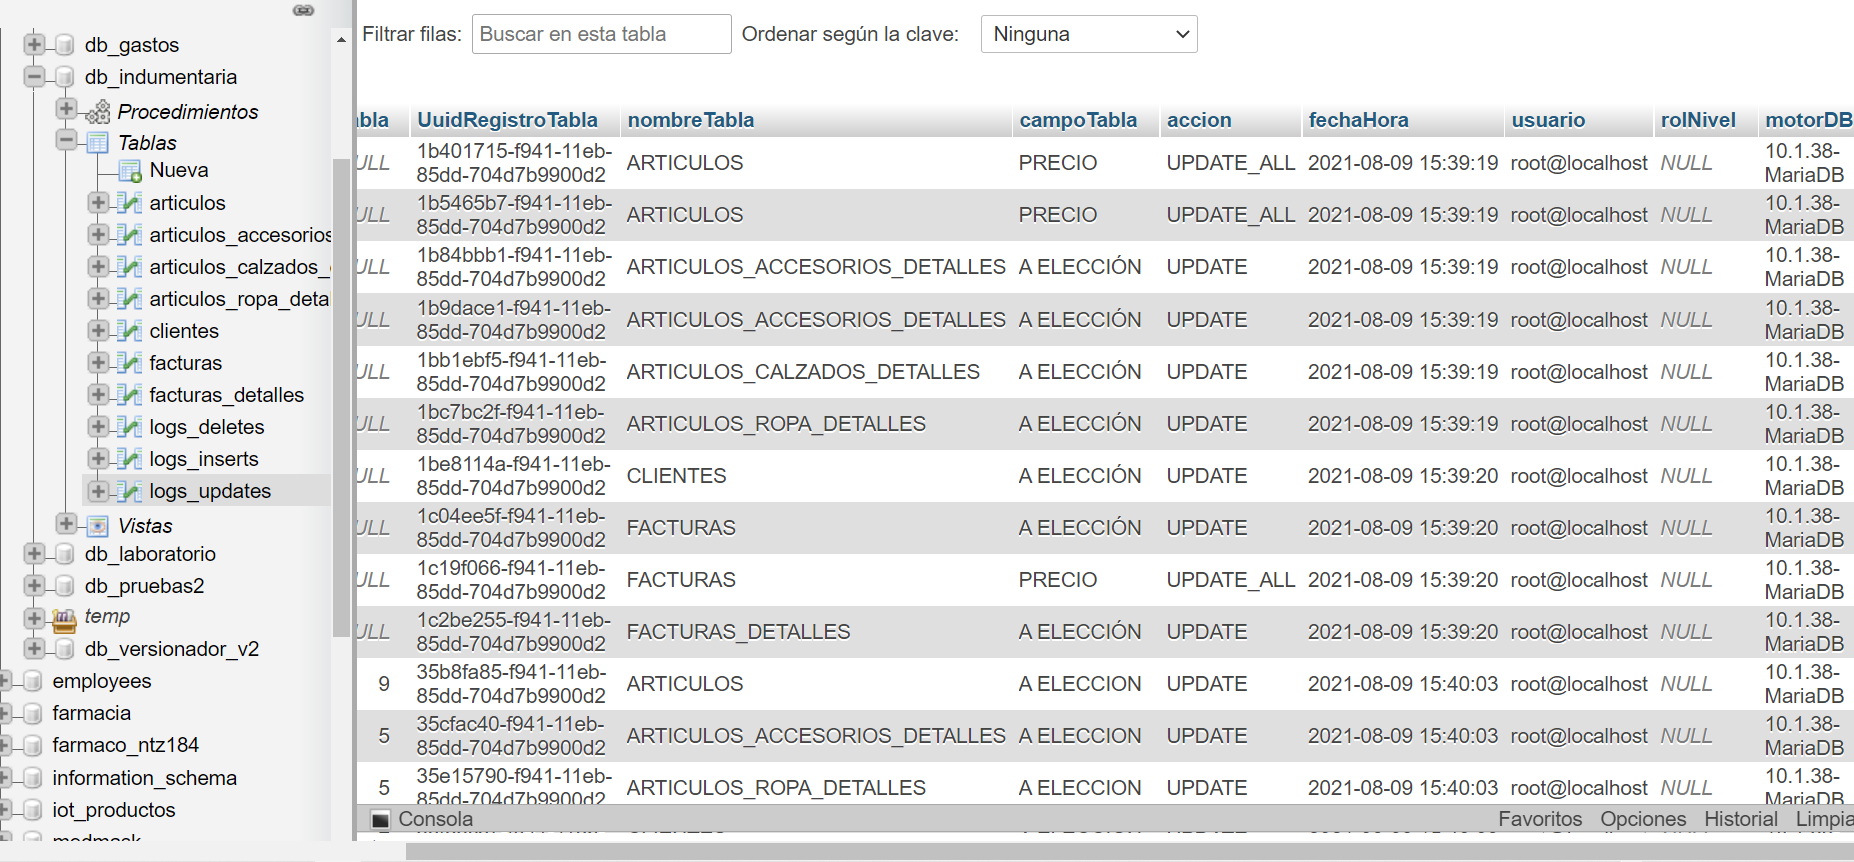 db_gastos
db_indumentaria
Procedimientos
Tablas
Nueva
articulos
articulos_accesorios
articulos_calzados_
articulos_ropa_deta
clientes
facturas
facturas_detalles
logs_deletes
logs_inserts
logs_updates
Vistas
db_laboratorio
db_pruebas2
temp
db_versionador_v2
employees
farmacia
farmaco_ntz184
information_schema
iot_productos
Filtrar filas: Buscar en esta tabla Ordenar según la clave: Ninguna
abla UuidRegistroTabla nombreTabla campoTabla accion fechaHora usuario rolNivel motorDB
1b401715-f941-11eb- 10.1.38-
NULL ARTICULOS PRECIO UPDATE_ALL 2021-08-09 15:39:19 root@localhost NULL
85dd-704d7b9900d2 MariaDB
1b5465b7-f941-11eb- 10.1.38-
NULL ARTICULOS PRECIO UPDATE_ALL 2021-08-09 15:39:19 root@localhost NULL
85dd-704d7b9900d2 MariaDB
1b84bbb1-f941-11eb- 10.1.38-
NULL ARTICULOS_ACCESORIOS_DETALLES A ELECCIÓN UPDATE 2021-08-09 15:39:19 root@localhost NULL
85dd-704d7b9900d2 MariaDB
1b9dace1-f941-11eb- 10.1.38-
NULL ARTICULOS_ACCESORIOS_DETALLES A ELECCIÓN UPDATE 2021-08-09 15:39:19 root@localhost NULL
85dd-704d7b9900d2 MariaDB
1bb1ebf5-f941-11eb- 10.1.38-
NULL ARTICULOS_CALZADOS_DETALLES A ELECCIÓN UPDATE 2021-08-09 15:39:19 root@localhost NULL
85dd-704d7b9900d2 MariaDB
1bc7bc2f-f941-11eb- 10.1.38-
NULL ARTICULOS_ROPA_DETALLES A ELECCIÓN UPDATE 2021-08-09 15:39:19 root@localhost NULL
85dd-704d7b9900d2 MariaDB
1be8114a-f941-11eb- 10.1.38-
NULL CLIENTES A ELECCIÓN UPDATE 2021-08-09 15:39:20 root@localhost NULL
85dd-704d7b9900d2 MariaDB
1c04ee5f-f941-11eb- 10.1.38-
NULL FACTURAS A ELECCIÓN UPDATE 2021-08-09 15:39:20 root@localhost NULL
85dd-704d7b9900d2 MariaDB
1c19f066-f941-11eb- 10.1.38-
NULL FACTURAS PRECIO UPDATE_ALL 2021-08-09 15:39:20 root@localhost NULL
85dd-704d7b9900d2 MariaDB
1c2be255-f941-11eb- 10.1.38-
NULL FACTURAS_DETALLES A ELECCIÓN UPDATE 2021-08-09 15:39:20 root@localhost NULL
85dd-704d7b9900d2 MariaDB
35b8fa85-f941-11eb- 10.1.38-
9 ARTICULOS A ELECCION UPDATE 2021-08-09 15:40:03 root@localhost NULL
85dd-704d7b9900d2 MariaDB
35cfac40-f941-11eb- 10.1.38-
5 ARTICULOS_ACCESORIOS_DETALLES A ELECCION UPDATE 2021-08-09 15:40:03 root@localhost NULL
85dd-704d7b9900d2 MariaDB
35e15790-f941-11eb- 10.1.38-
5 ARTICULOS_ROPA_DETALLES A ELECCION UPDATE 2021-08-09 15:40:03 root@localhost NULL
85dd-704d7b9900d2 MariaDB
Consola Favoritos Opciones Historial Limpia